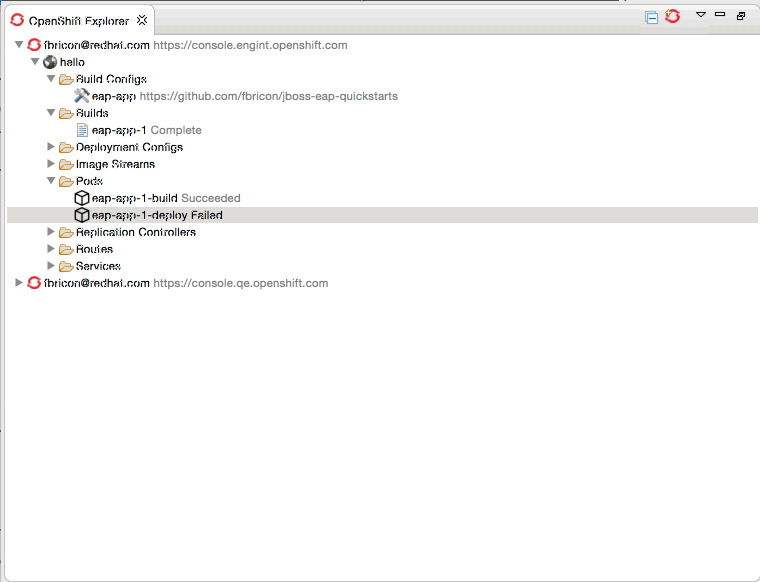 OpenShift Explorer
fbricon@redhat.com https://console.engint.openshift.com
hello
Build Configs
eap-app https://github.com/fbricon/jboss-eap-quickstarts
Builds
eap-app-1 Complete
Deployment Configs
Image Streams
Pods
eap-app-1-build Succeeded
eap-app-1-deploy Failed
Replication Controllers
Routes
Services
fbricon@redhat.com https://console.qe.openshift.com